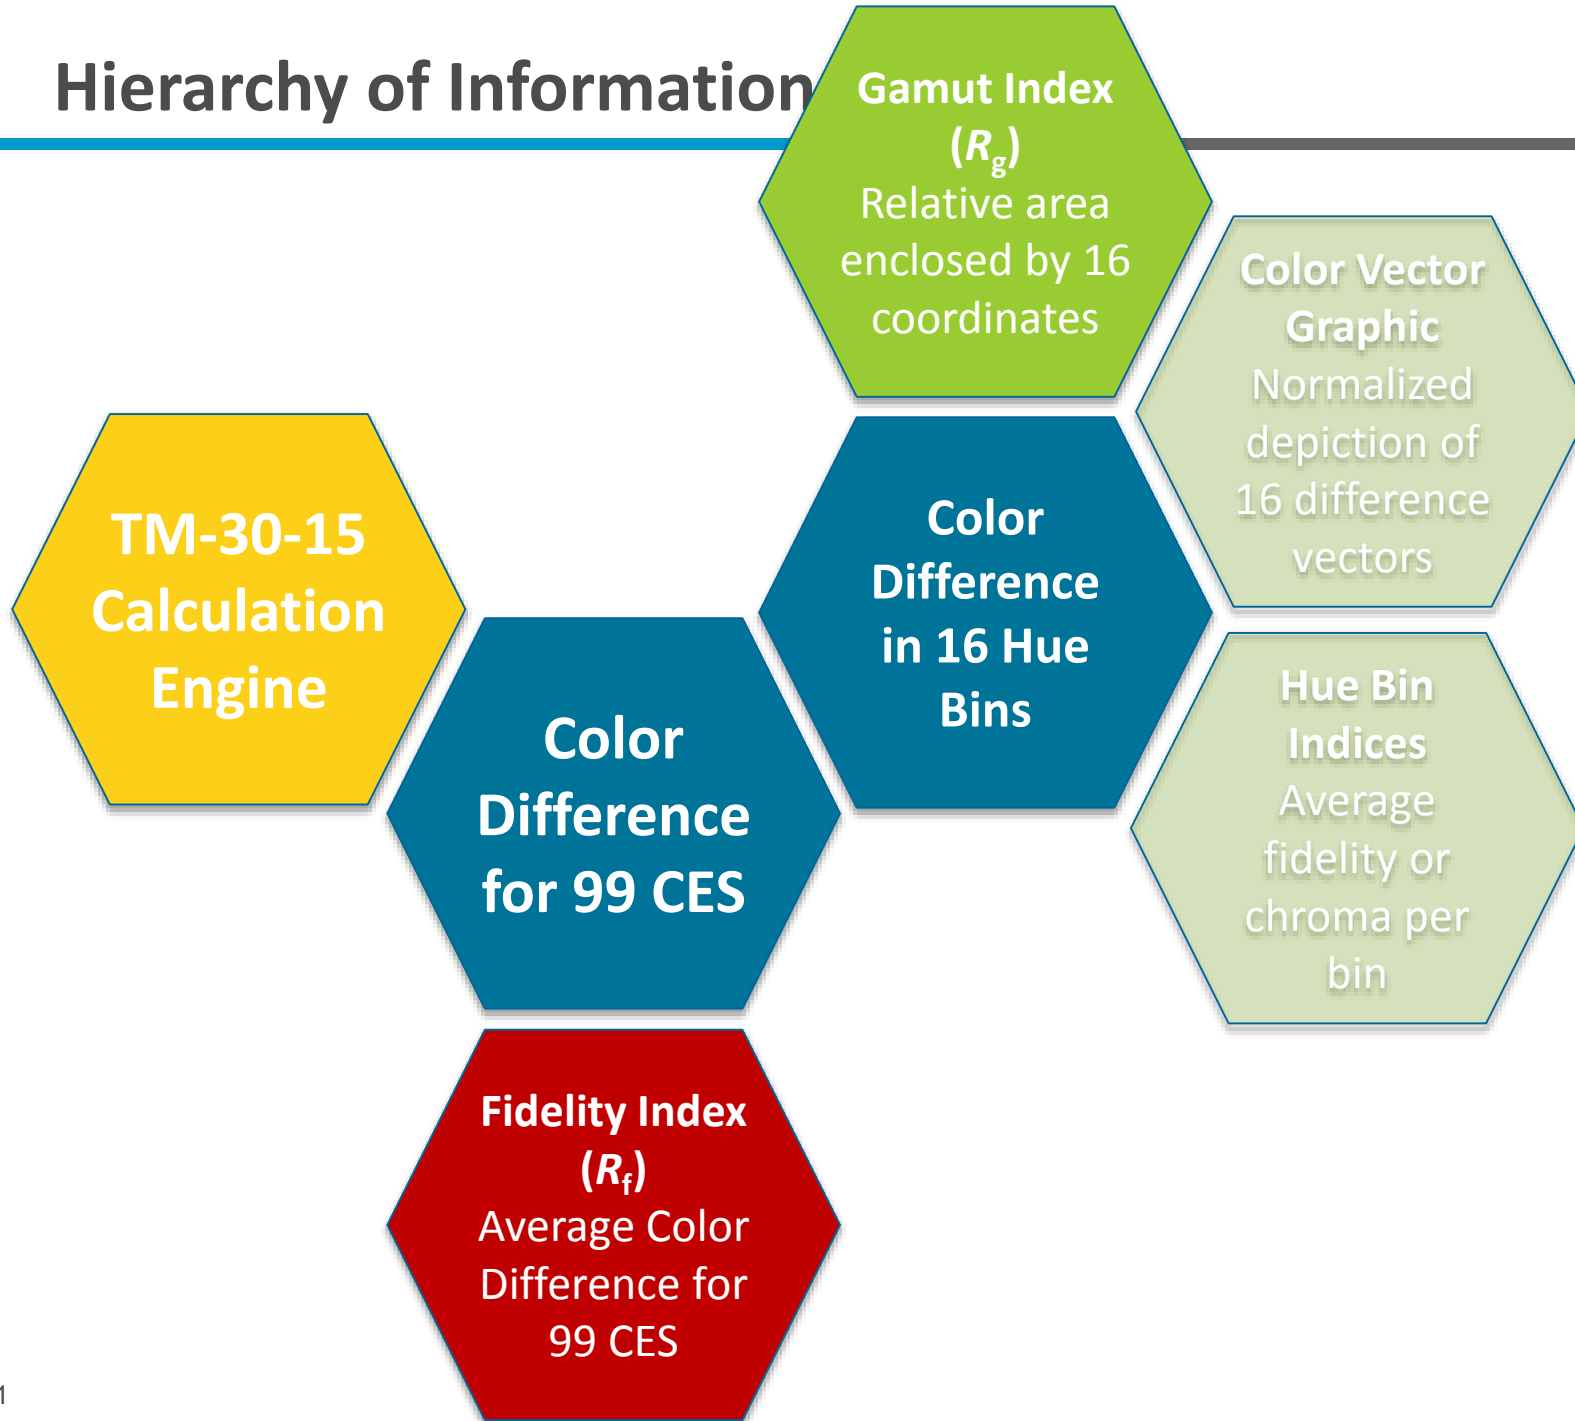 Hierarchy of Information
Gamut Index
(Rg)
Relative area
enclosed by 16
coordinates
Color Vector
Graphic
Normalized
depiction of
16 difference
vectors
TM-30-15
Calculation
Engine
Color
Difference
in 16 Hue
Bins
Color
Difference
for 99 CES
Hue Bin
Indices
Average
fidelity or
chroma per
bin
Fidelity Index
(Rf)
Average Color
Difference for
99 CES